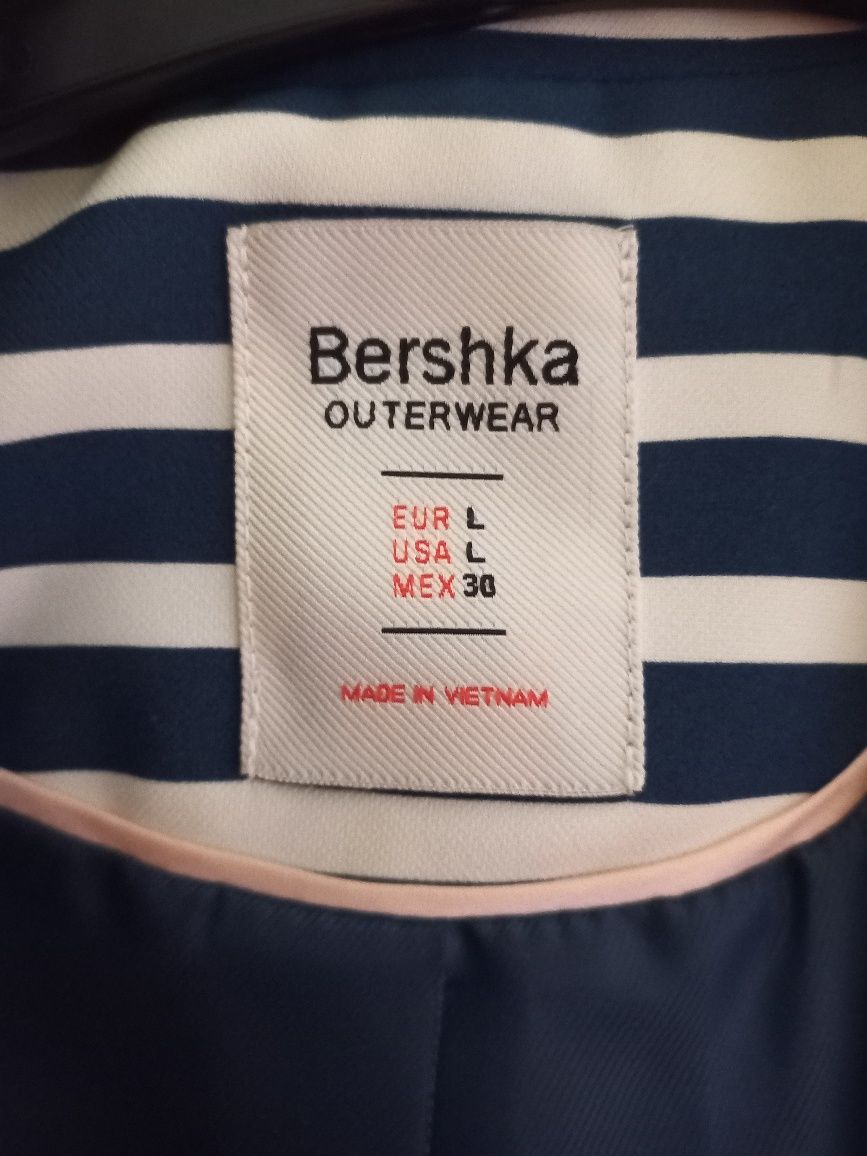 Bershka
OUTERWEAR
EUR L
USA L
MEX 30
MADE IN VIETNAM